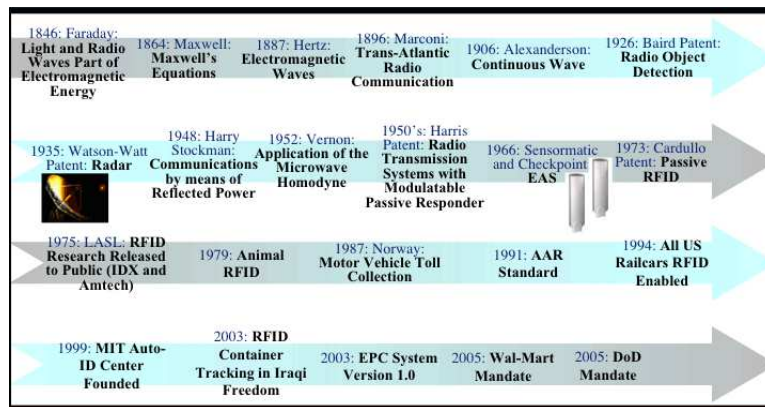 1846: Faraday:
Light and Radio
Waves Part of
Electromagnetic
Energy
1864: Maxwell:
Maxwell's
Equations
1887: Hertz:
Electromagnetic
Waves
1896: Marconi:
Trans-Atlantic
Radio
Communication
1906: Alexanderson:
Continuous Wave
1926: Baird Patent:
Radio Object
Detection
1935: Watson-Watt
Patent: Radar
1948: Harry
Stockman:
Communications
by means of
Reflected Power
1952: Vernon:
Application of the
Microwave
Homodyne
1950's: Harris
Patent: Radio
Transmission
Systems with
Modulatable
Passive Responder
1966: Sensormatic
and Checkpoint
EAS
1973: Cardullo
Patent: Passive
RFID
1975: LASL: RFID
Research Released
to Public (IDX and
Amtech)
1979: Animal
RFID
1987: Norway:
Motor Vehicle Toll
Collection
1991: AAR
Standard
1994: All US
Railcars RFID
Enabled
1999: MIT Auto-
ID Center
Founded
2003: RFID
Container
Tracking in Iraqi
Freedom
2003: EPC System
Version 1.0
2005: Wal-Mart
Mandate
2005: DoD
Mandate